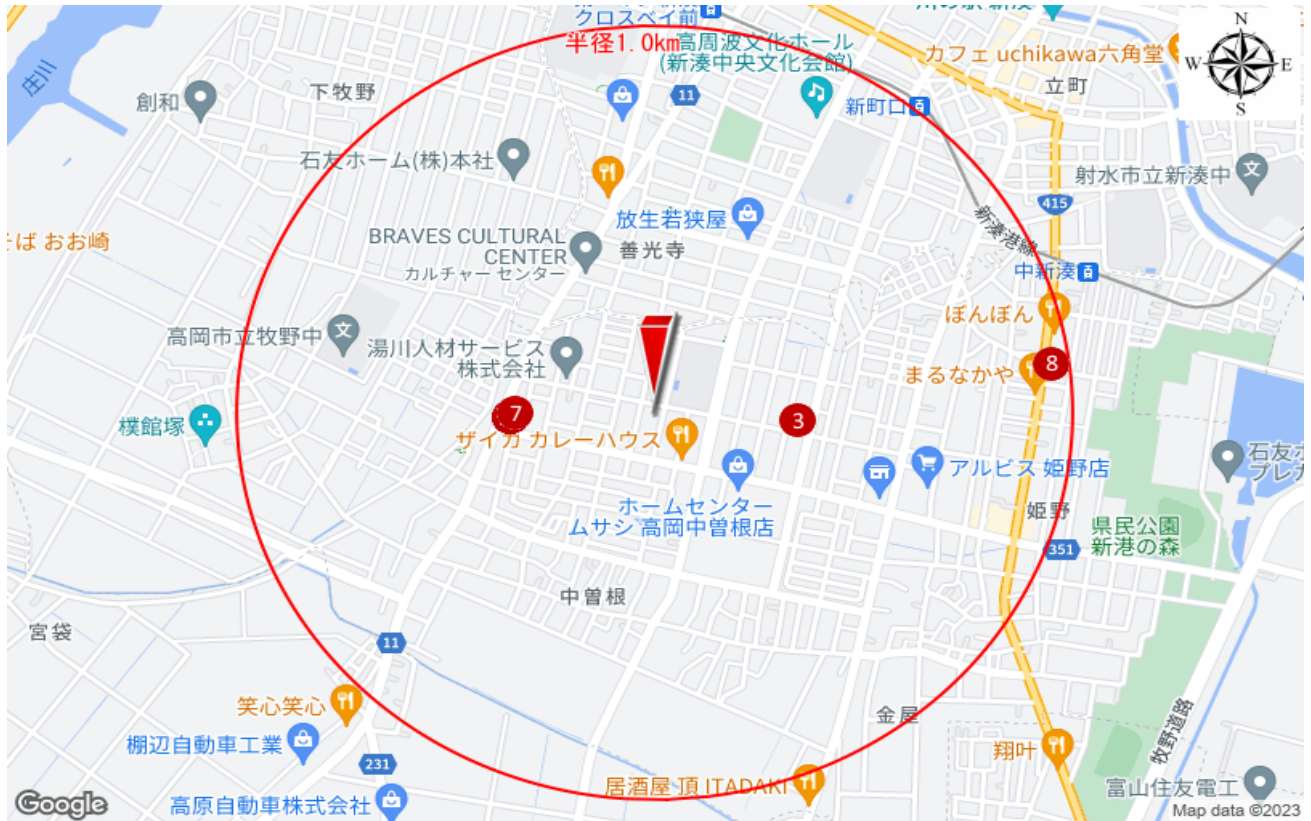 クロスベイ前
半径1.0km
高周波文化ホール
(新湊中央文化会館)
カフェ uchikawa六角堂
N
W
E
S
庄川
創和
下牧野
11
新町口
立町
石友ホーム(株)本社
射水市立新湊中
415
放生若狭屋
新湊港線
そば おお崎
BRAVES CULTURAL
CENTER
カルチャー センター
善光寺
中新湊
ぼんぼん
高岡市立牧野中
湯川人材サービス
株式会社
まるなかや
8
7
3
樸館塚
ザイカ カレーハウス
アルビス 姫野店
石友ホ
プレカ
ホームセンター
ムサシ 高岡中曽根店
姫野
県民公園
新港の森
351
中曽根
宮袋
11
笑心笑心
金屋
牧野道路
棚辺自動車工業
翔叶
231
居酒屋 頂 ITADAKI
富山住友電工
Google
高原自動車株式会社
Map data ©2023